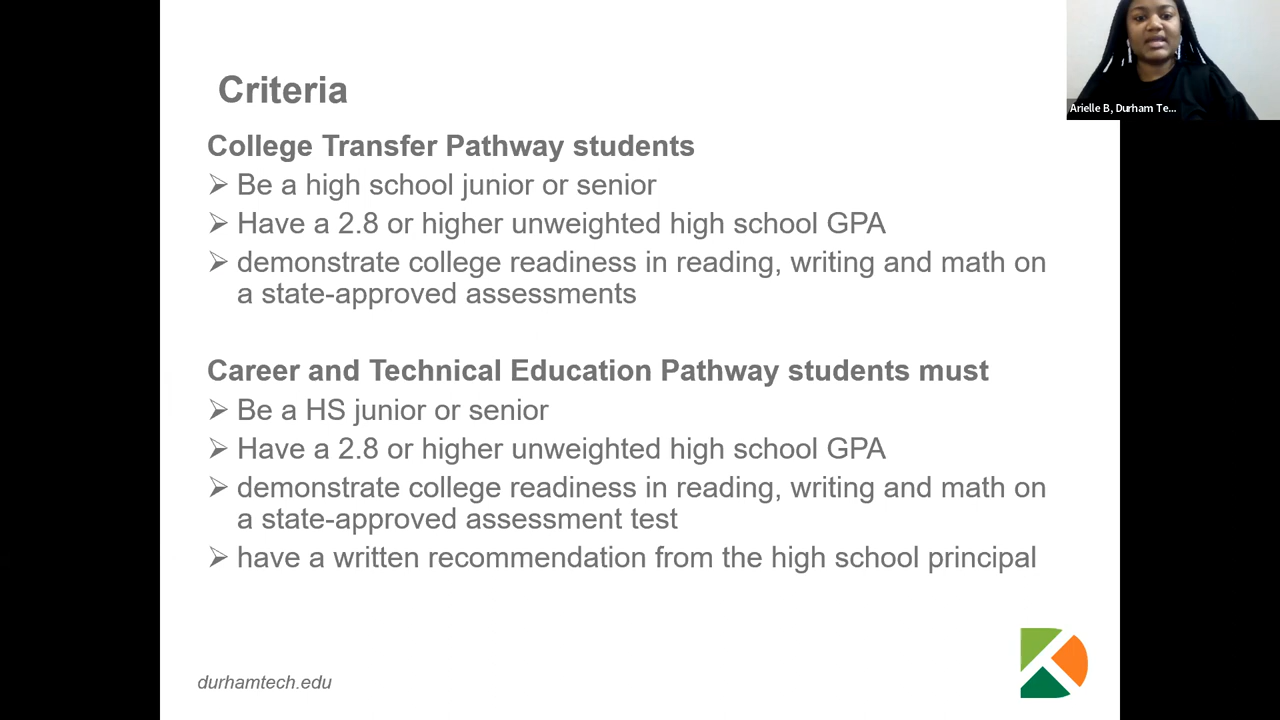 Criteria
College Transfer Pathway students
➢ Be a high school junior or senior
➢ Have a 2.8 or higher unweighted high school GPA
➢ demonstrate college readiness in reading, writing and math on
a state-approved assessments
Career and Technical Education Pathway students must
➢ Be a HS junior or senior
➢ Have a 2.8 or higher unweighted high school GPA
➢ demonstrate college readiness in reading, writing and math on
a state-approved assessment test
➢ have a written recommendation from the high school principal
durhamtech.edu
Arielle B, Durham Te...